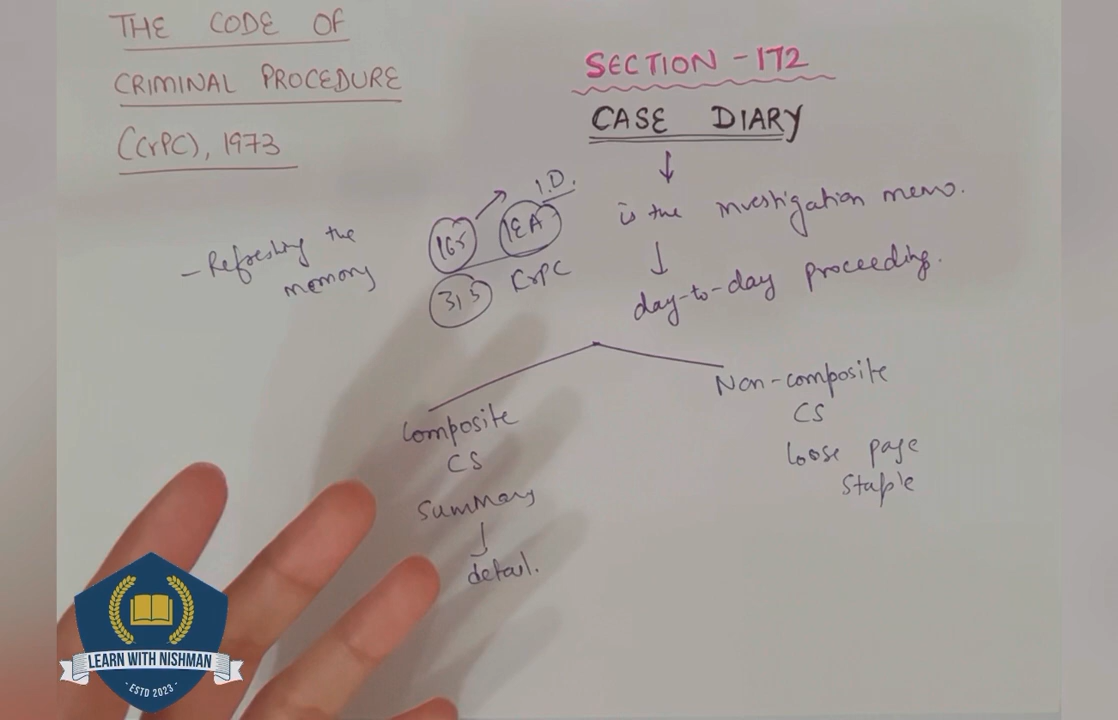 THE CODE OF
CRIMINAL PROCEDURE
(CrPC), 1973
SECTION - 172
CASE DIARY
is the investigation memo.
day-to-day proceeding.
I.D.
165 IEA
313 CrPC
- Refreshing the
memory
Composite
CS
Summary
detail.
Non-composite
CS
loose page
staple
LEARN WITH NISHMAN
· ESTD 2023 ·